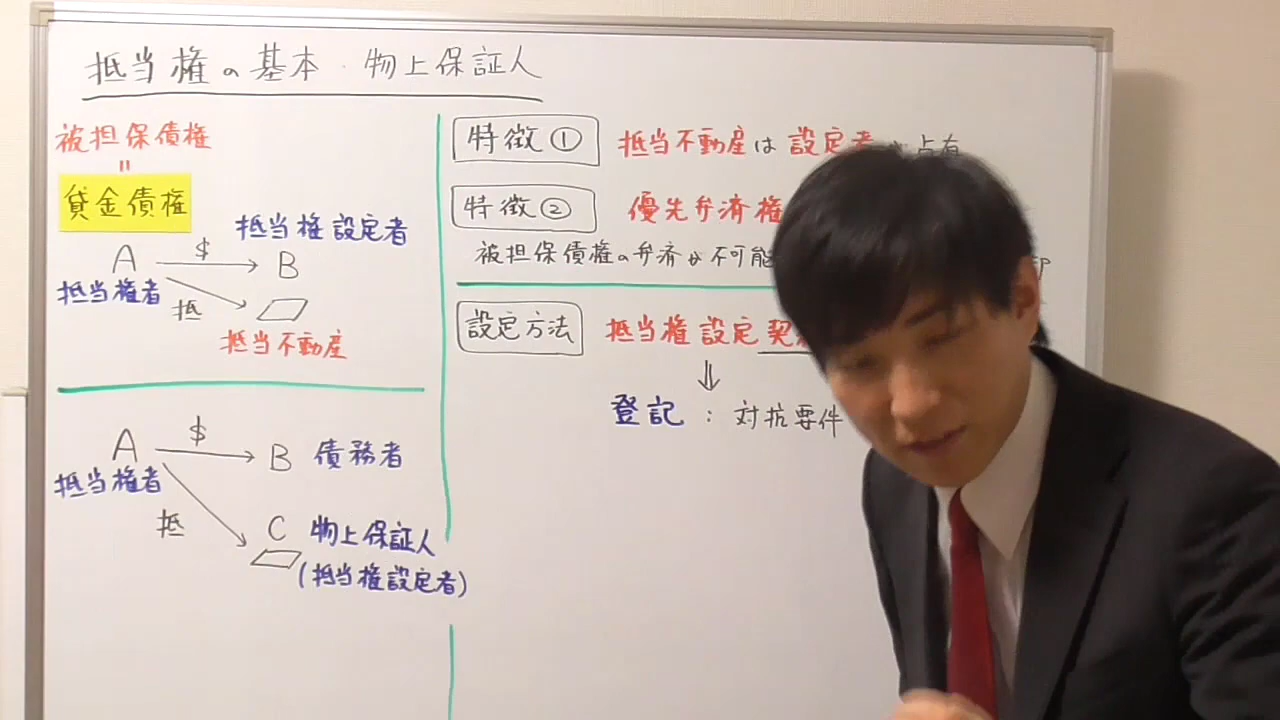 抵当権の基本・物上保証人
被担保債権
=
貸金債権
抵当権設定者
A $ B
抵当権者
抵
抵当不動産
A $ B 債務者
抵当権者
抵
C 物上保証人
(抵当権設定者)
特徴① 抵当不動産は設定者が占有
特徴② 優先弁済権
被担保債権の弁済が不可能
設定方法 抵当権設定契
⇓
登記:対抗要件